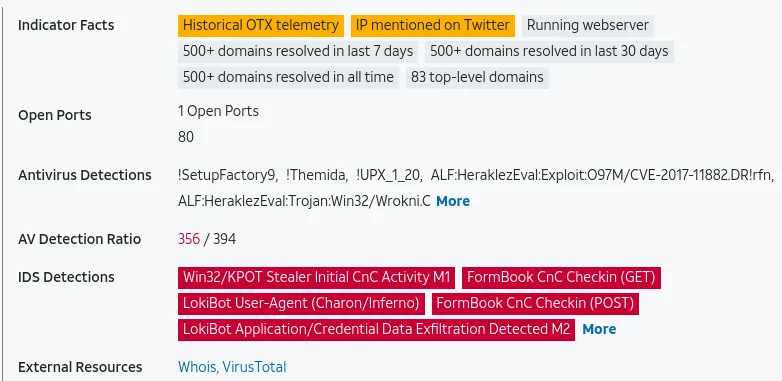 Indicator Facts
Historical OTX telemetry IP mentioned on Twitter Running webserver
500+ domains resolved in last 7 days 500+ domains resolved in last 30 days
500+ domains resolved in all time 83 top-level domains
Open Ports
1 Open Ports
80
Antivirus Detections
!SetupFactory9, !Themida, !UPX_1_20, ALF:HeraklezEval:Exploit:O97M/CVE-2017-11882.DR!rfn,
ALF:HeraklezEval:Trojan:Win32/Wrokni.C More
AV Detection Ratio
356 / 394
IDS Detections
Win32/KPOT Stealer Initial CnC Activity M1 FormBook CnC Checkin (GET)
LokiBot User-Agent (Charon/Inferno) FormBook CnC Checkin (POST)
LokiBot Application/Credential Data Exfiltration Detected M2 More
External Resources
Whois, VirusTotal